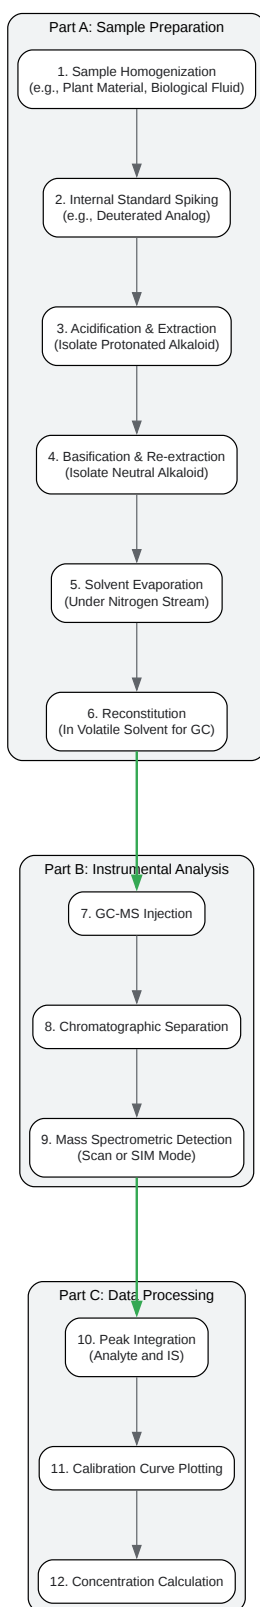 Part A: Sample Preparation
1. Sample Homogenization
(e.g., Plant Material, Biological Fluid)
2. Internal Standard Spiking
(e.g., Deuterated Analog)
3. Acidification & Extraction
(Isolate Protonated Alkaloid)
4. Basification & Re-extraction
(Isolate Neutral Alkaloid)
5. Solvent Evaporation
(Under Nitrogen Stream)
6. Reconstitution
(In Volatile Solvent for GC)
Part B: Instrumental Analysis
7. GC-MS Injection
8. Chromatographic Separation
9. Mass Spectrometric Detection
(Scan or SIM Mode)
Part C: Data Processing
10. Peak Integration
(Analyte and IS)
11. Calibration Curve Plotting
12. Concentration Calculation